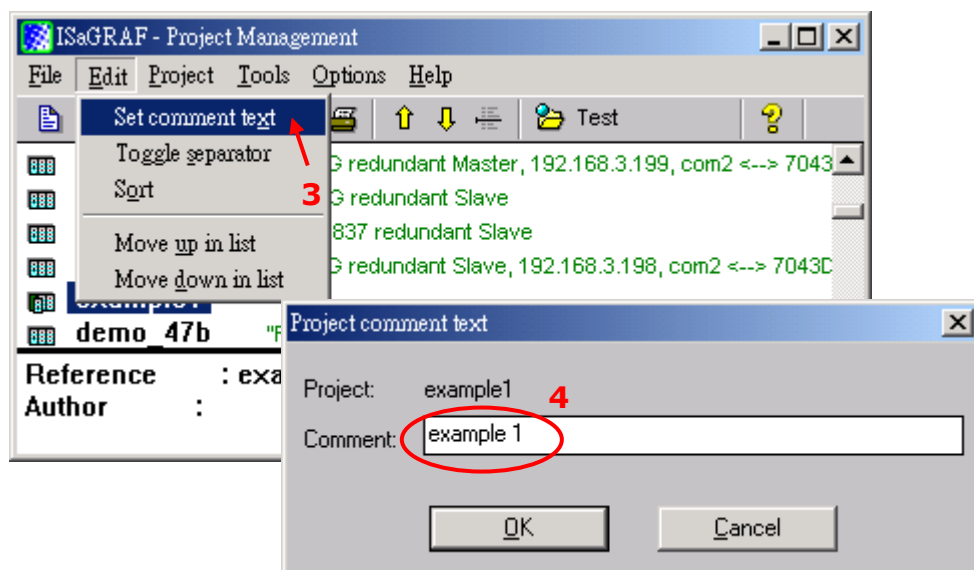 ISaGRAF - Project Management
File Edit Project Tools Options Help
Set comment text
Test
Toggle separator
G redundant Master, 192.168.3.199, com2 <--> 7043
3
Sort
G redundant Slave
837 redundant Slave
Move up in list
G redundant Slave, 192.168.3.198, com2 <--> 7043D
Move down in list
example1
demo_47b
Reference : exa
Author :
Project comment text
Project: example1
4
Comment: example 1
OK Cancel